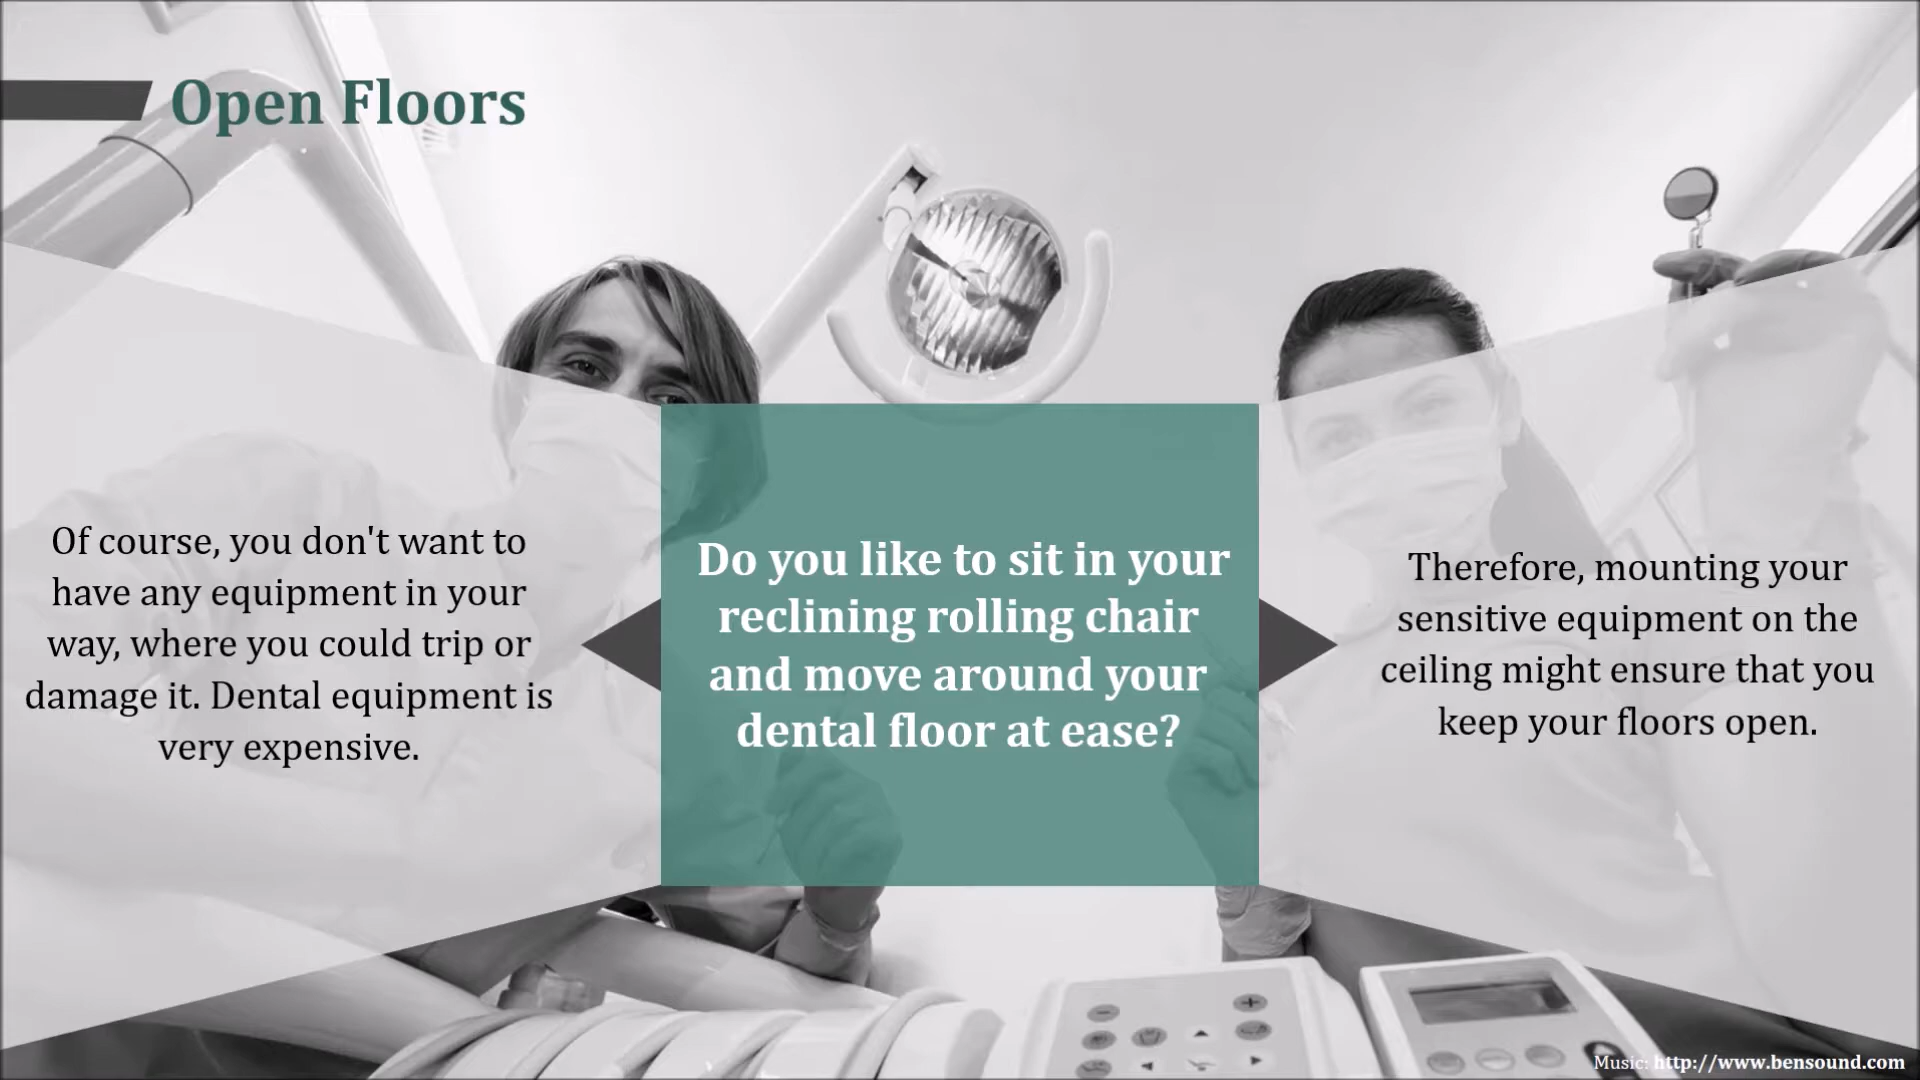 Open Floors
Of course, you don't want to
have any equipment in your
way, where you could trip or
damage it. Dental equipment is
very expensive.
Do you like to sit in your
reclining rolling chair
and move around your
dental floor at ease?
Therefore, mounting your
sensitive equipment on the
ceiling might ensure that you
keep your floors open.
Music: http://www.bensound.com